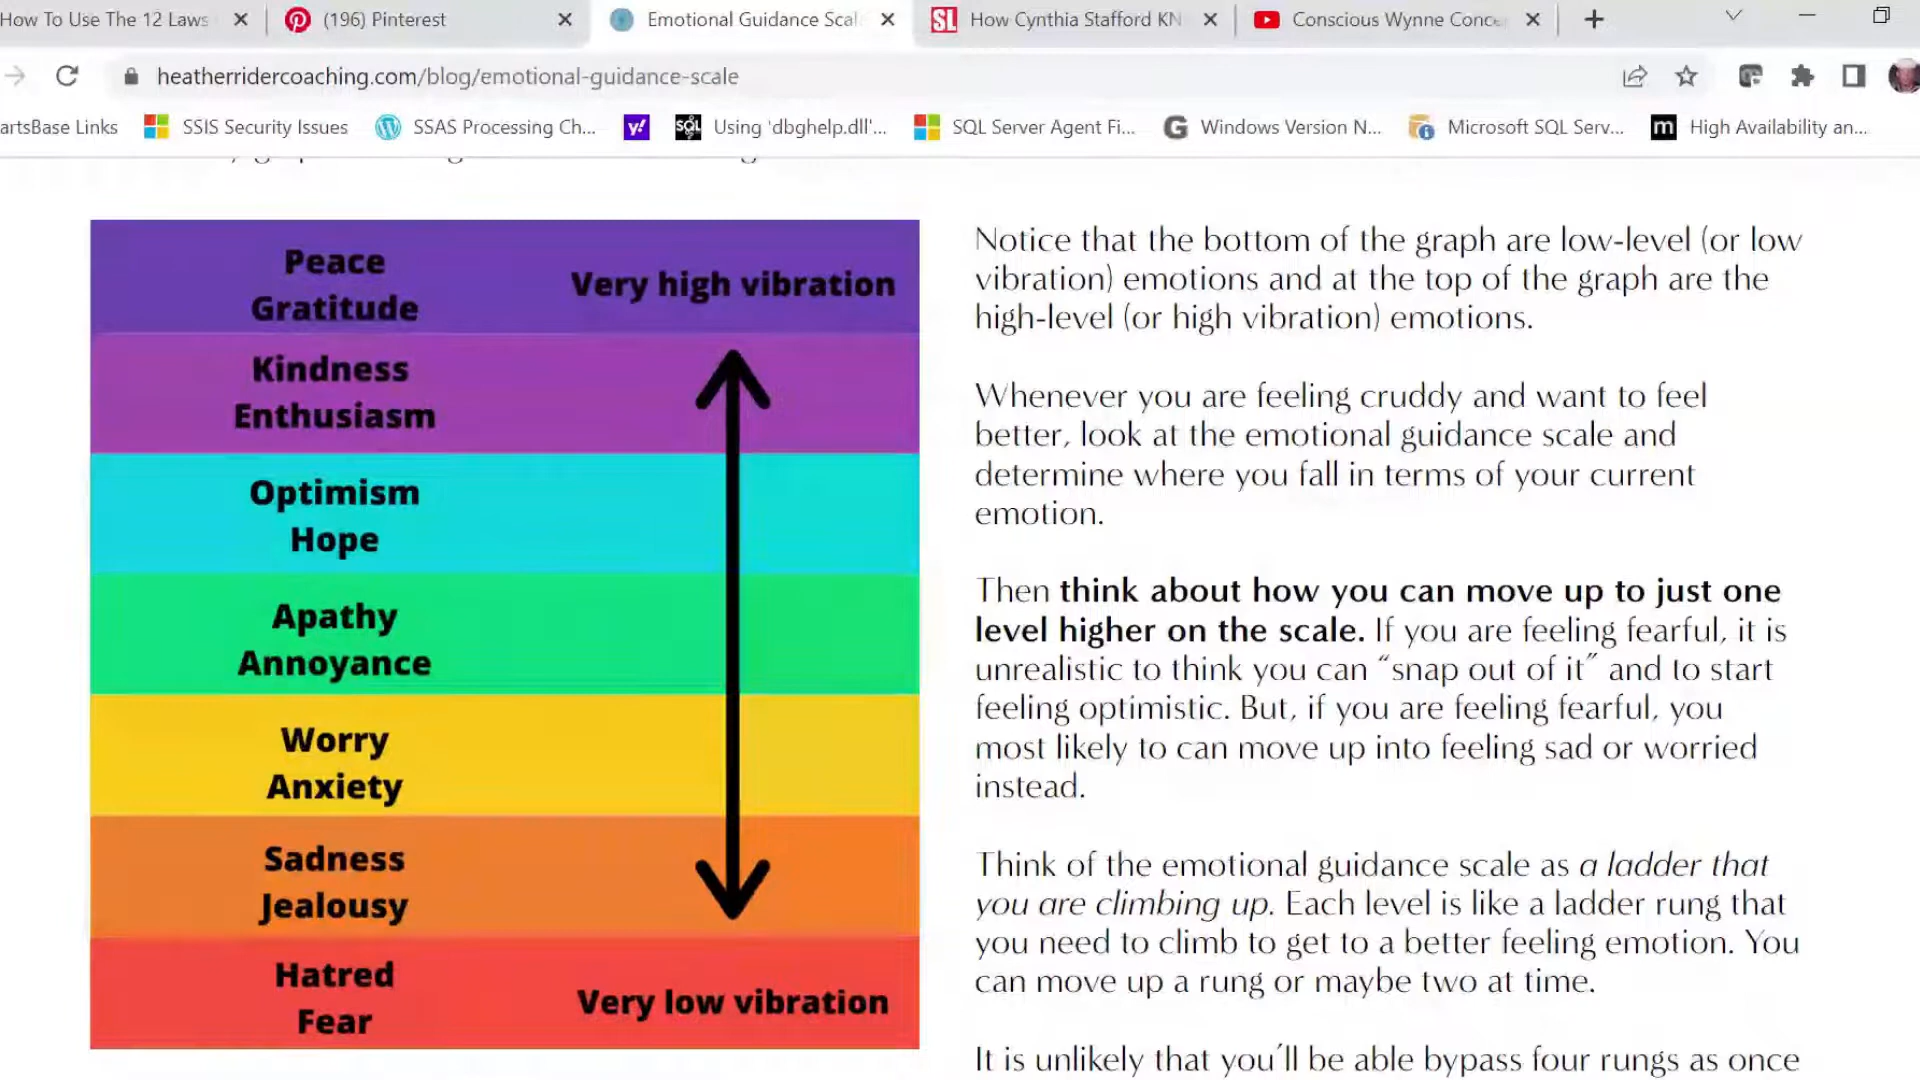 How To Use The 12 Laws
(196) Pinterest
Emotional Guidance Scal
How Cynthia Stafford KN
Conscious Wynne Conce
heatherridercoaching.com/blog/emotional-guidance-scale
artsBase Links
SSIS Security Issues
SSAS Processing Ch...
Using 'dbghelp.dll'...
SQL Server Agent Fi...
Windows Version N...
Microsoft SQL Serv...
High Availability an...
Peace
Gratitude
Very high vibration
Kindness
Enthusiasm
Optimism
Hope
Apathy
Annoyance
Worry
Anxiety
Sadness
Jealousy
Hatred
Fear
Very low vibration
Notice that the bottom of the graph are low-level (or low
vibration) emotions and at the top of the graph are the
high-level (or high vibration) emotions.
Whenever you are feeling cruddy and want to feel
better, look at the emotional guidance scale and
determine where you fall in terms of your current
emotion.
Then think about how you can move up to just one
level higher on the scale. If you are feeling fearful, it is
unrealistic to think you can “snap out of it” and to start
feeling optimistic. But, if you are feeling fearful, you
most likely to can move up into feeling sad or worried
instead.
Think of the emotional guidance scale as a ladder that
you are climbing up. Each level is like a ladder rung that
you need to climb to get to a better feeling emotion. You
can move up a rung or maybe two at time.
It is unlikely that you´ll be able bypass four rungs as once